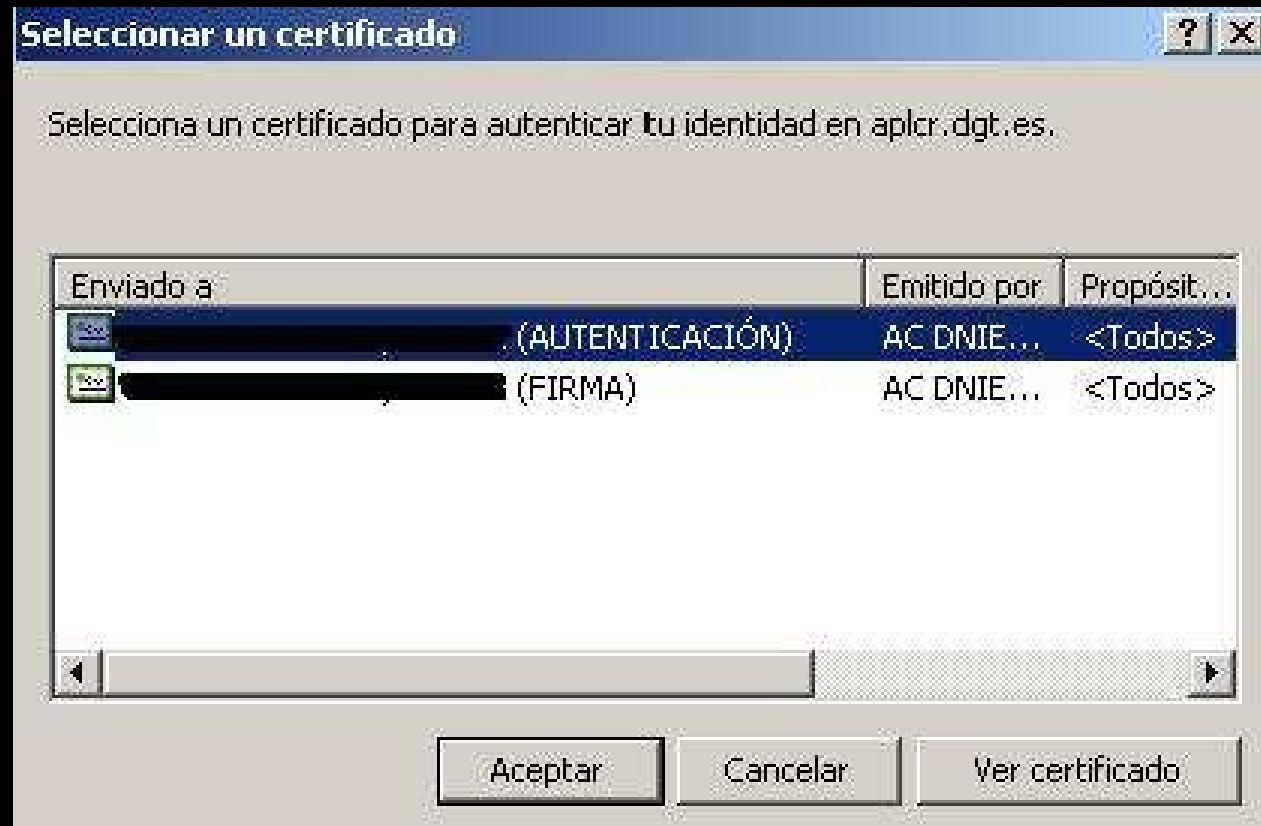 Seleccionar un certificado
Selecciona un certificado para autenticar tu identidad en aplcr.dgt.es.
Enviado a Emitido por Propósit...
(AUTENTICACIÓN) AC DNIE... <Todos>
(FIRMA) AC DNIE... <Todos>
Aceptar Cancelar Ver certificado